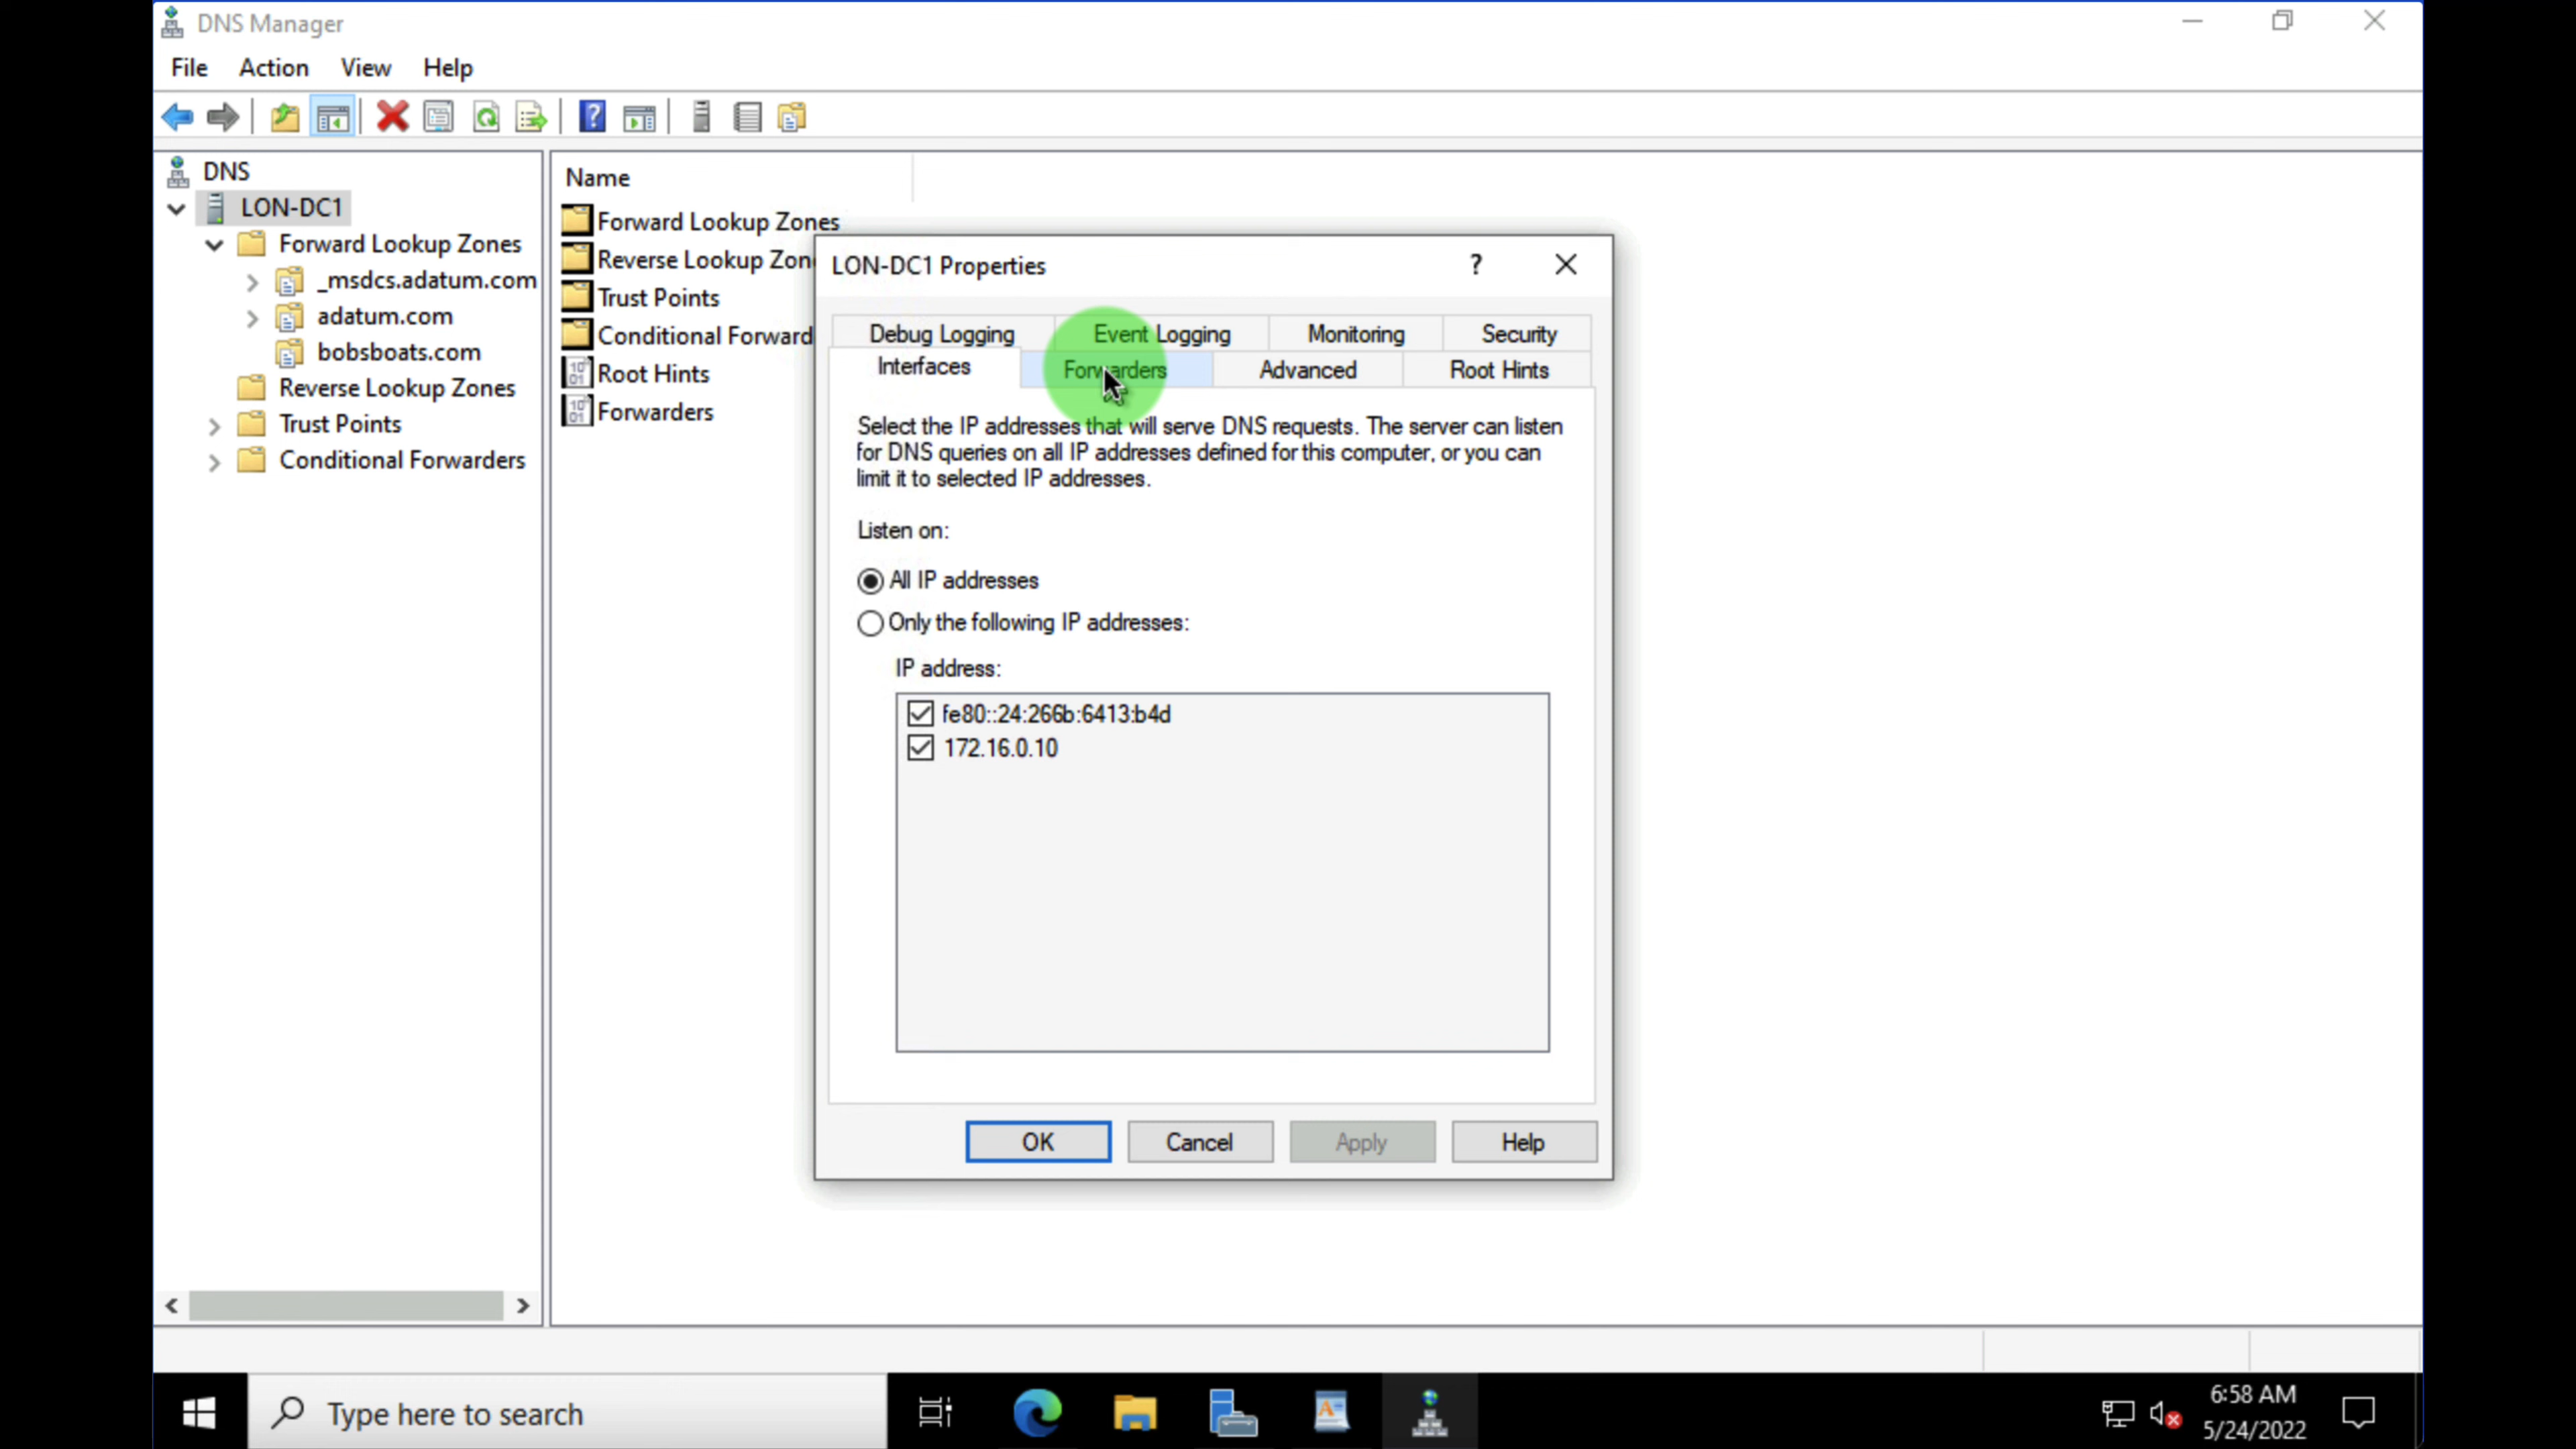 DNS Manager
File Action View Help
DNS
LON-DC1
Forward Lookup Zones
_msdcs.adatum.com
adatum.com
bobsboats.com
Reverse Lookup Zones
Trust Points
Conditional Forwarders
Name
Forward Lookup Zones
Reverse Lookup Zon
Trust Points
Conditional Forward
Root Hints
Forwarders
LON-DC1 Properties
?
Debug Logging Event Logging Monitoring Security
Interfaces Forwarders Advanced Root Hints
Select the IP addresses that will serve DNS requests. The server can listen
for DNS queries on all IP addresses defined for this computer, or you can
limit it to selected IP addresses.
Listen on:
All IP addresses
Only the following IP addresses:
IP address:
fe80::24:266b:6413:b4d
172.16.0.10
OK Cancel Apply Help
Type here to search
6:58 AM
5/24/2022